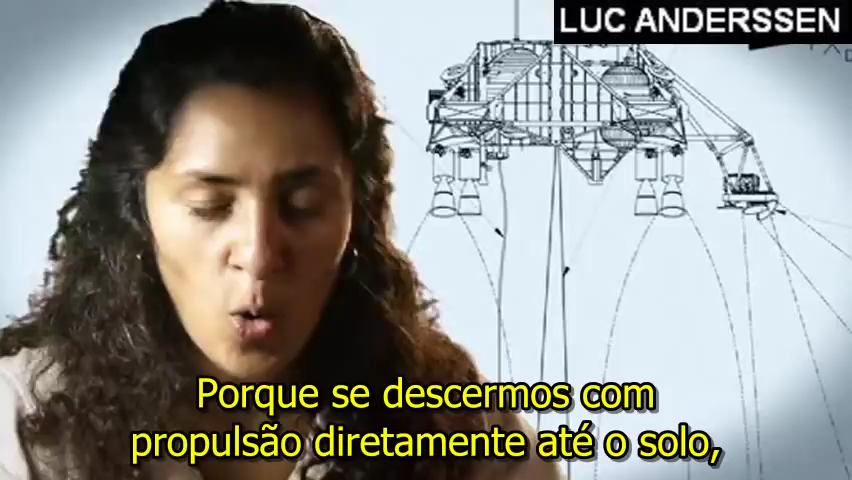 LUC ANDERSSEN
Porque se descermos com
propulsão diretamente até o solo,